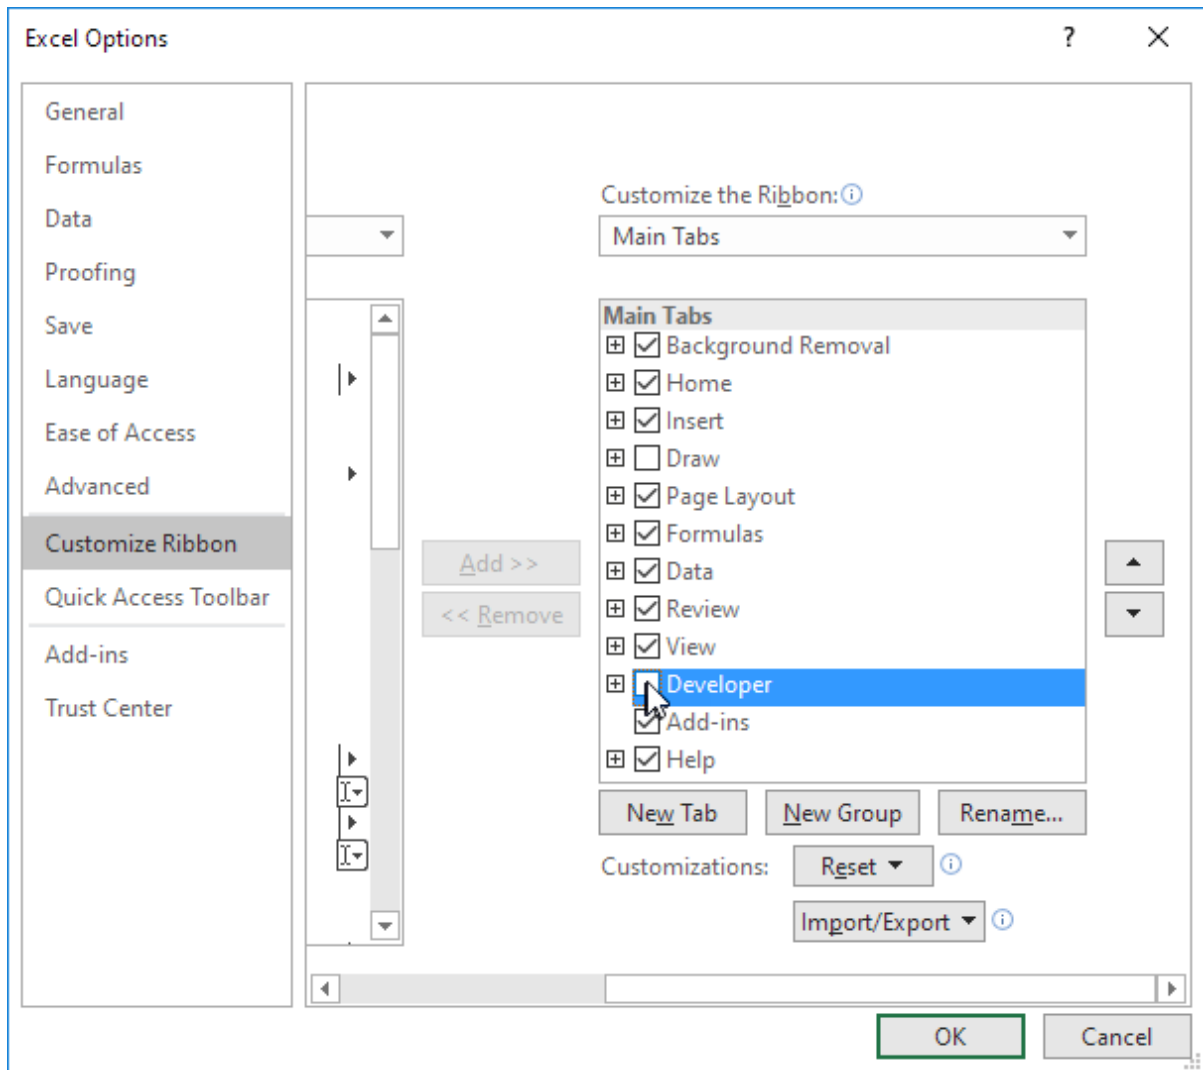 Excel Options
?
General
Formulas
Data
Proofing
Save
Language
Ease of Access
Advanced
Customize Ribbon
Quick Access Toolbar
Add-ins
Trust Center
Add >>
<< Remove
Customize the Ribbon:
Main Tabs
Main Tabs
Background Removal
Home
Insert
Draw
Page Layout
Formulas
Data
Review
View
Developer
Add-ins
Help
New Tab New Group Rename...
Customizations: Reset
Import/Export
OK Cancel